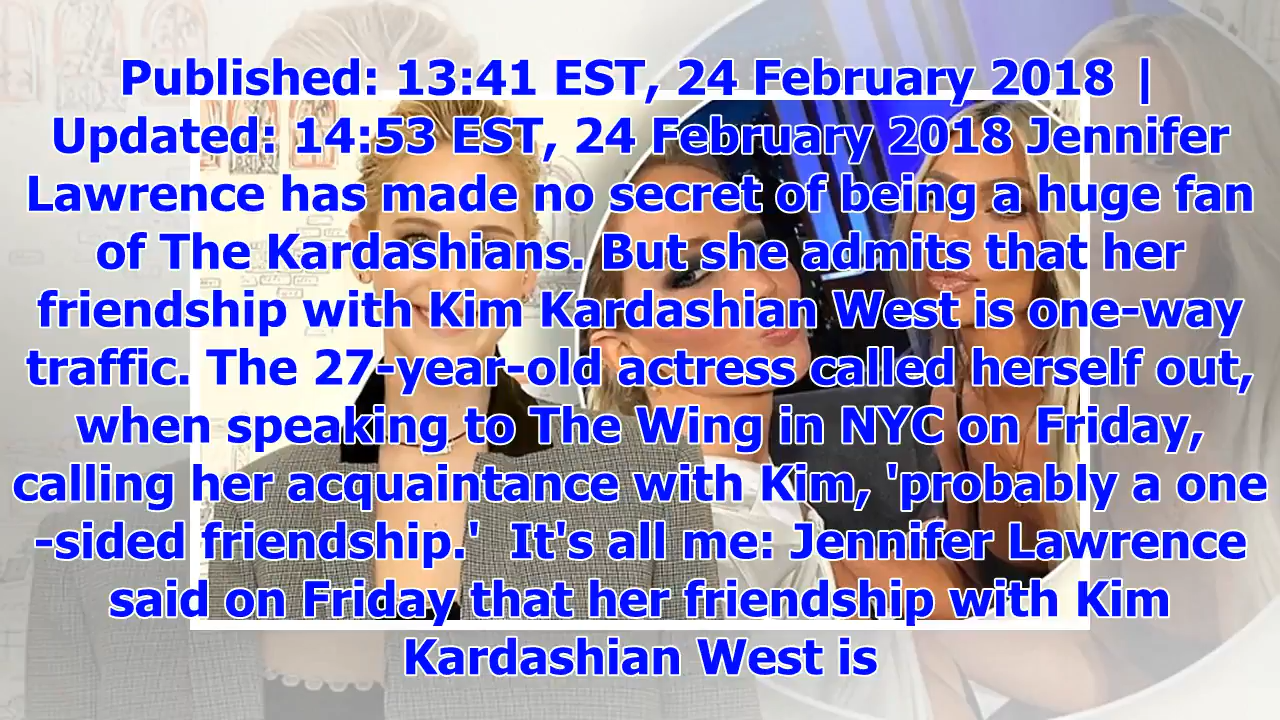 Published: 13:41 EST, 24 February 2018 |
Updated: 14:53 EST, 24 February 2018 Jennifer
Lawrence has made no secret of being a huge fan
of The Kardashians. But she admits that her
friendship with Kim Kardashian West is one-way
traffic. The 27-year-old actress called herself out,
when speaking to The Wing in NYC on Friday,
calling her acquaintance with Kim, 'probably a one
-sided friendship.'  It's all me: Jennifer Lawrence
said on Friday that her friendship with Kim
Kardashian West is